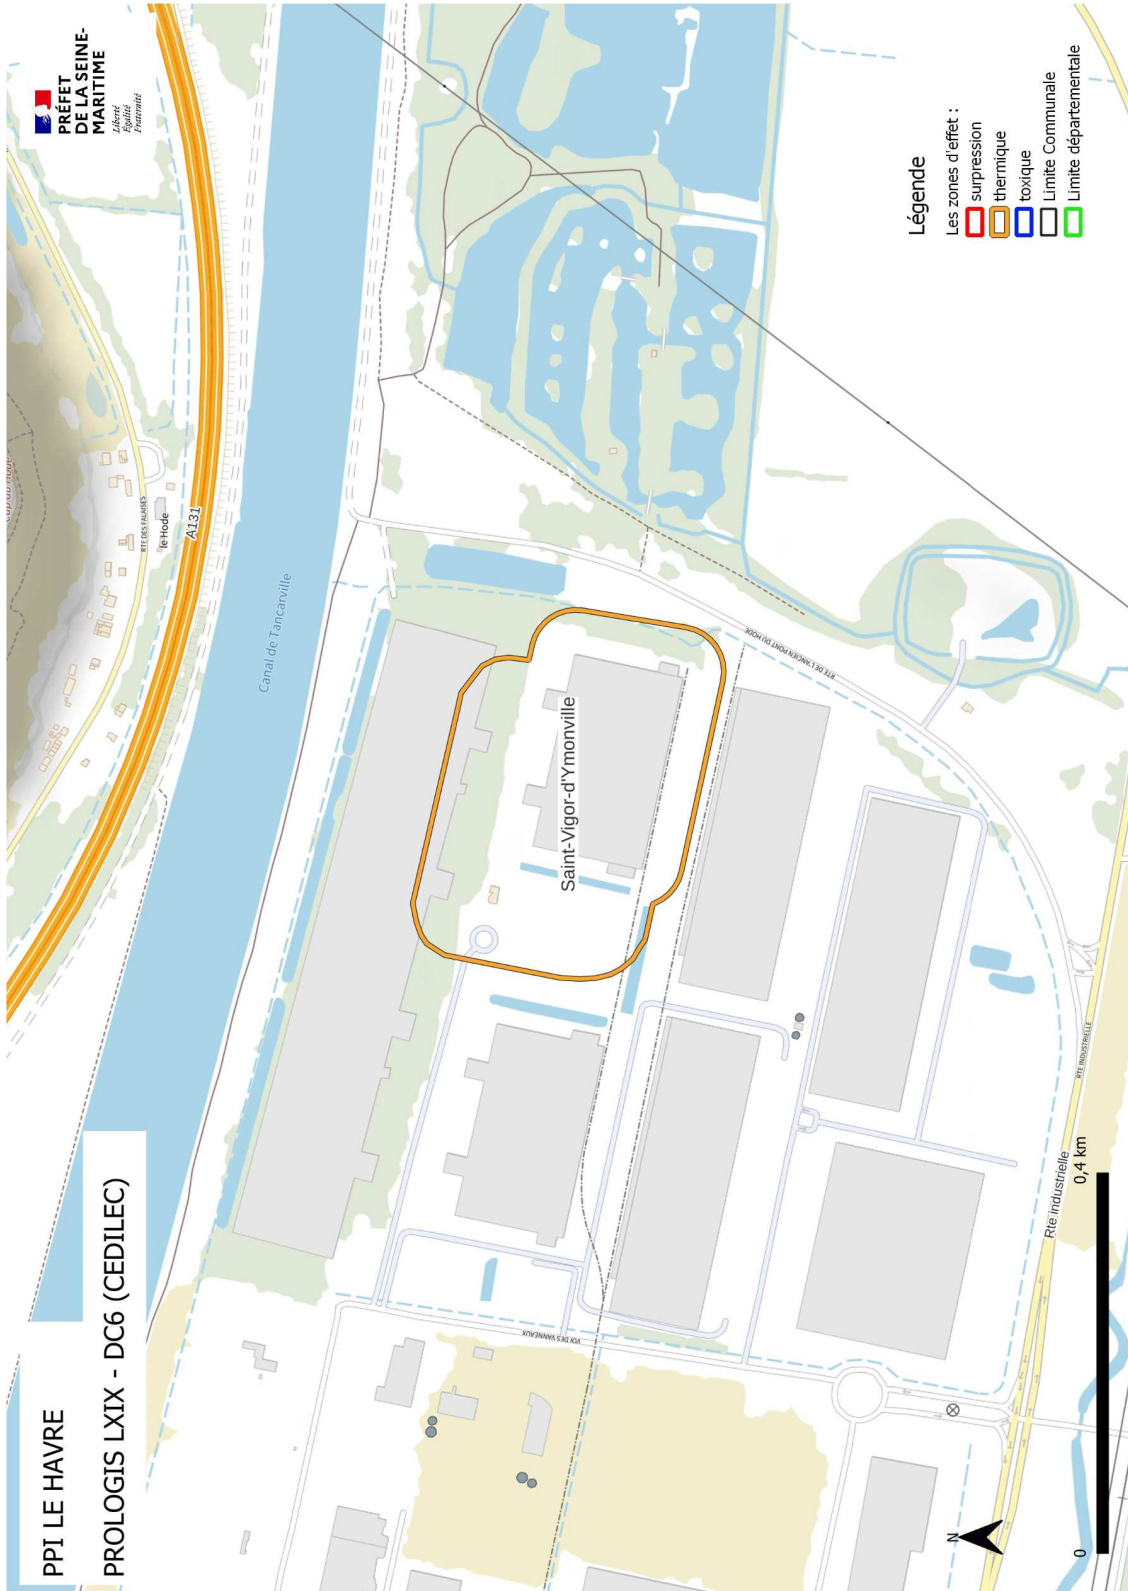 PPI LE HAVRE
PROLOGIS LXIX - DC6 (CEDILEC)
PRÉFET
DE LA SEINE-
MARITIME
Liberté
Égalité
Fraternité
RTE DES FALAISES
le Hode
A131
Canal de Tancarville
Saint-Vigor-d'Ymonville
RTE DE L'ANCIEN PONT DU HODE
VOI DES VANNEAUX
RTE INDUSTRIELLE
Rte industrielle
Légende
Les zones d'effet :
surpression
thermique
toxique
Limite Communale
Limite départementale
N
0
0,4 km